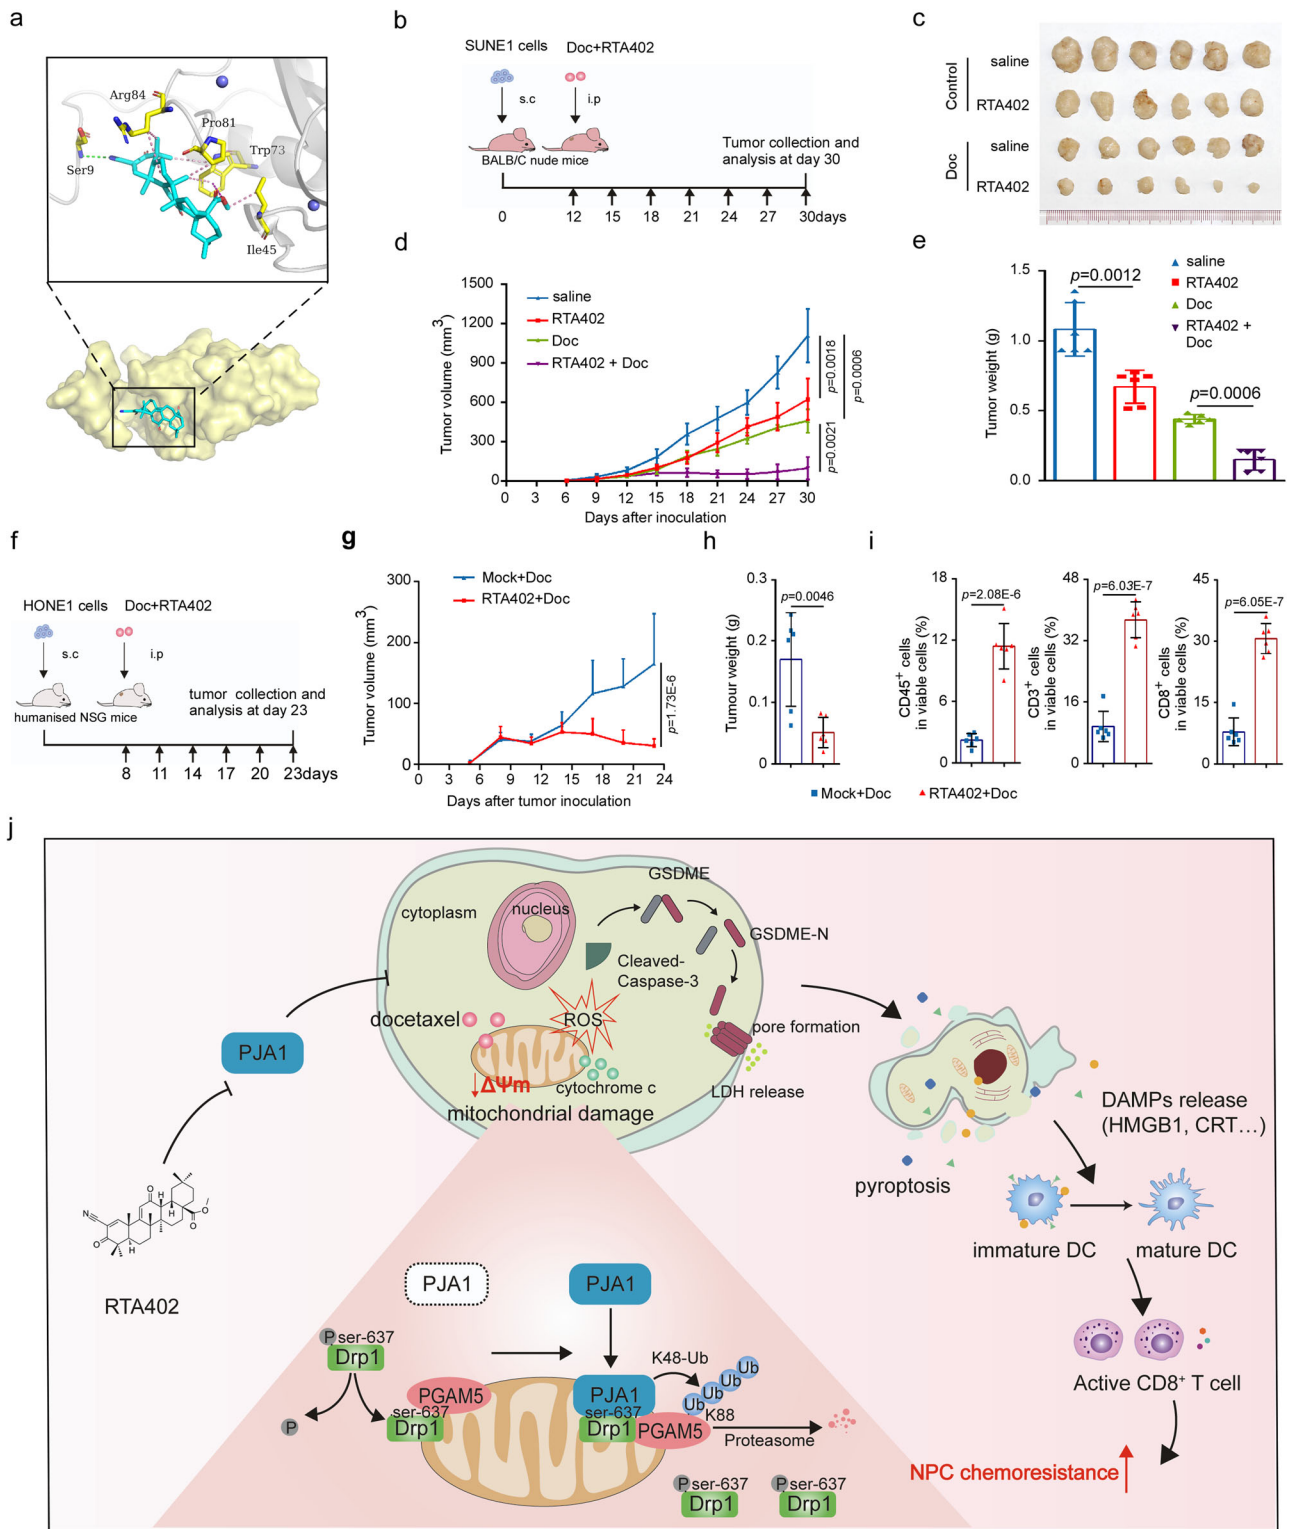 a
Arg84
Pro81
Trp73
Ser9
Ile45
b
SUNE1 cells
Doc+RTA402
s.c
i.p
BALB/C nude mice
Tumor collection and
analysis at day 30
0
12
15
18
21
24
27
30days
c
Control
saline
RTA402
Doc
saline
RTA402
d
Tumor volume (mm3)
1500
1200
900
600
300
0
saline
RTA402
Doc
RTA402 + Doc
p=0.0018
p=0.0006
p=0.0021
0 3 6 9 12 15 18 21 24 27 30
Days after inoculation
e
Tumor weight (g)
1.5
1.0
0.5
0.0
p=0.0012
p=0.0006
saline
RTA402
Doc
RTA402 +
Doc
f
HONE1 cells
Doc+RTA402
s.c
i.p
humanised NSG mice
tumor collection and
analysis at day 23
8
11
14
17
20
23days
g
Tumor volume (mm3)
300
200
100
0
Mock+Doc
RTA402+Doc
p=1.73E-6
0 3 6 9 12 15 18 21 24
Days after tumor inoculation
h
Tumour weight (g)
0.3
0.2
0.1
0
p=0.0046
i
CD45+ cells
in viable cells (%)
18
12
6
0
p=2.08E-6
CD3+ cells
in viable cells (%)
48
32
16
0
p=6.03E-7
CD8+ cells
in viable cells (%)
45
30
15
0
p=6.05E-7
Mock+Doc
RTA402+Doc
j
GSDME
cytoplasm
nucleus
GSDME-N
Cleaved-
Caspase-3
docetaxel
ROS
pore formation
PJA1
ΔΨm
cytochrome c
LDH release
mitochondrial damage
DAMPs release
(HMGB1, CRT…)
pyroptosis
N
O
O
O
O
H
H
H
immature DC
mature DC
RTA402
PJA1
PJA1
P ser-637
Drp1
K48-Ub
Ub
Ub
Ub
Ub
PGAM5
ser-637
Drp1
P
PJA1
ser-637
Drp1
PGAM5
K88
Proteasome
Active CD8+ T cell
NPC chemoresistance
P ser-637
Drp1
P ser-637
Drp1